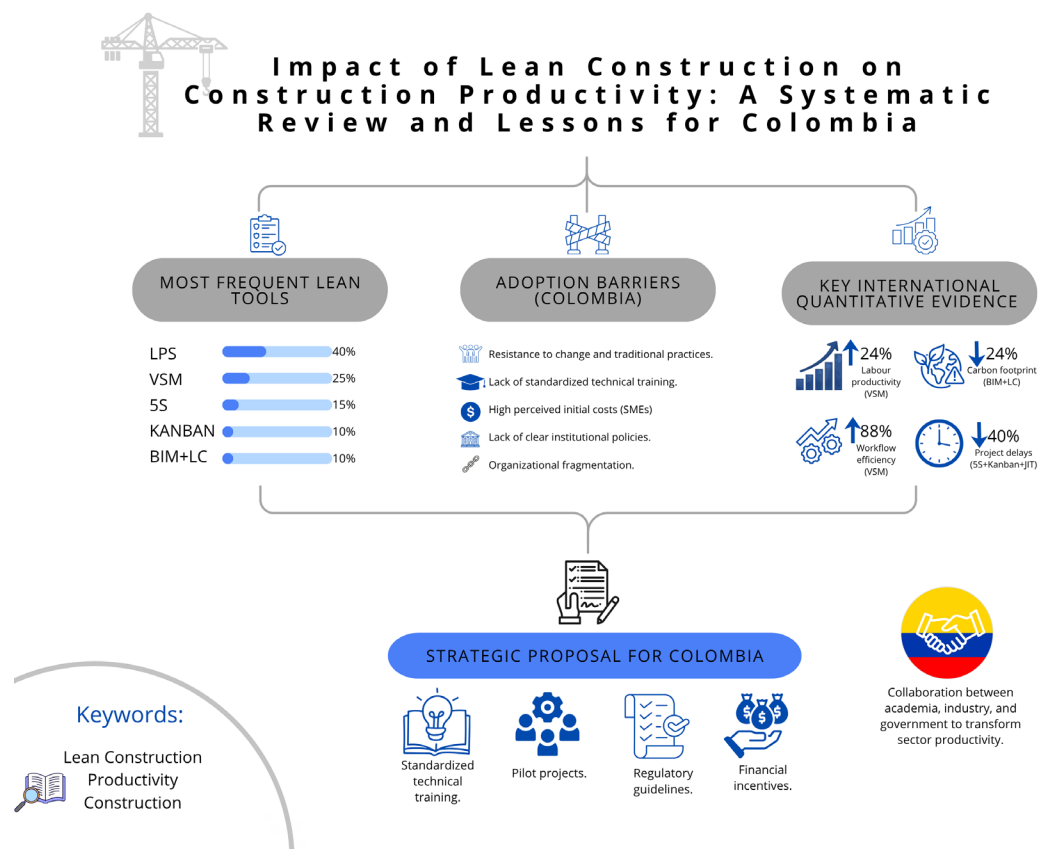 Impact of Lean Construction on
Construction Productivity: A Systematic
Review and Lessons for Colombia
MOST FREQUENT LEAN
TOOLS
LPS 40%
VSM 25%
5S 15%
KANBAN 10%
BIM+LC 10%
ADOPTION BARRIERS
(COLOMBIA)
Resistance to change and traditional practices.
Lack of standardized technical training.
High perceived initial costs (SMEs)
Lack of clear institutional policies.
Organizational fragmentation.
KEY INTERNATIONAL
QUANTITATIVE EVIDENCE
24%
Labour
productivity
(VSM)
24%
Carbon footprint
(BIM+LC)
88%
Workflow
efficiency
(VSM)
40%
Project delays
(5S+Kanban+JIT)
STRATEGIC PROPOSAL FOR COLOMBIA
Standardized
technical
training.
Pilot projects.
Regulatory
guidelines.
Financial
incentives.
Collaboration between
academia, industry, and
government to transform
sector productivity.
Keywords:
Lean Construction
Productivity
Construction